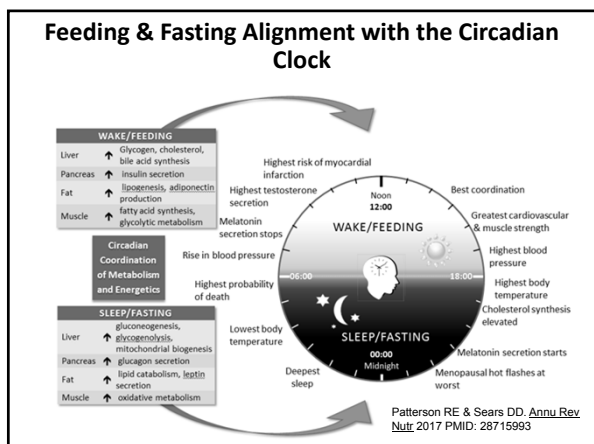 Feeding & Fasting Alignment with the Circadian
Clock
WAKE/FEEDING
Liver ↑ Glycogen, cholesterol,
bile acid synthesis
Pancreas ↑ insulin secretion
Fat ↑ lipogenesis, adiponectin
production
Muscle ↑ fatty acid synthesis,
glycolytic metabolism
Circadian
Coordination
of Metabolism
and Energetics
SLEEP/FASTING
Liver ↑ gluconeogenesis,
glycogenolysis,
mitochondrial biogenesis
Pancreas ↑ glucagon secretion
Fat ↑ lipid catabolism, leptin
secretion
Muscle ↑ oxidative metabolism
Highest risk of myocardial
infarction
Highest testosterone
secretion
Melatonin
secretion stops
Rise in blood pressure
Highest probability
of death
Lowest body
temperature
Deepest
sleep
Noon
12:00
WAKE/FEEDING
06:00
18:00
SLEEP/FASTING
00:00
Midnight
Best coordination
Greatest cardiovascular
& muscle strength
Highest blood
pressure
Highest body
temperature
Cholesterol synthesis
elevated
Melatonin secretion starts
Menopausal hot flashes at
worst
Patterson RE & Sears DD. Annu Rev
Nutr 2017 PMID: 28715993